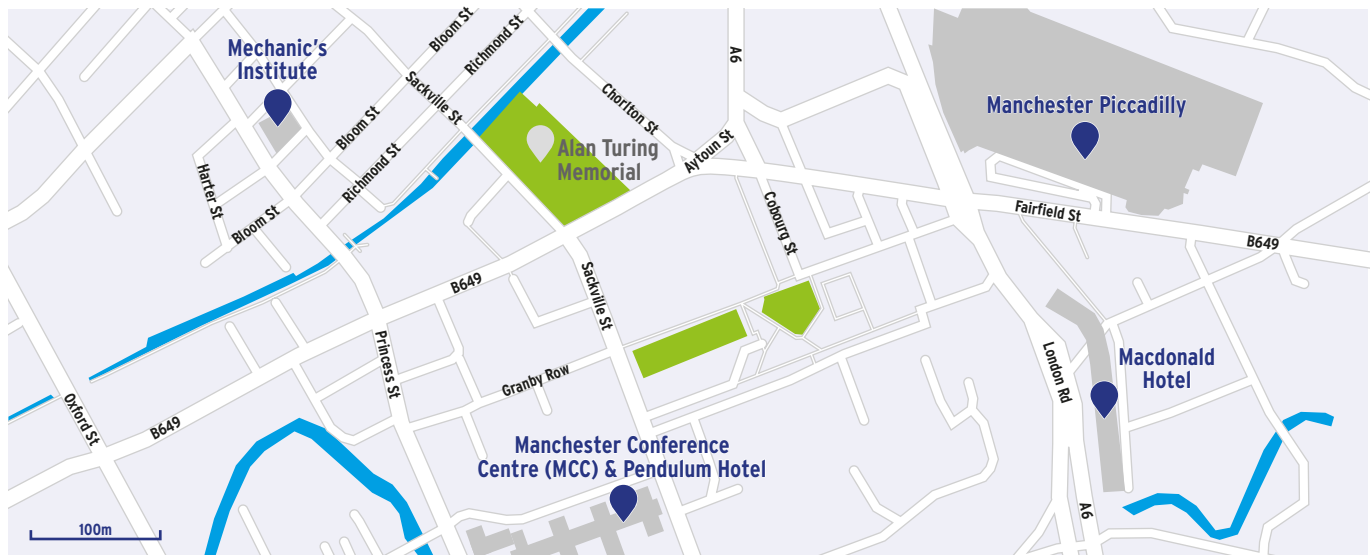 Bloom St
Richmond St
A6
Mechanic's
Institute
Sackville St
Chorlton St
Manchester Piccadilly
Bloom St
Alan Turing
Memorial
Aytoun St
Richmond St
Harter St
Cobourg St
Fairfield St
Bloom St
B649
B649
Sackville St
Princess St
London Rd
Macdonald
Hotel
Granby Row
Oxford St
B649
Manchester Conference
Centre (MCC) & Pendulum Hotel
A6
100m